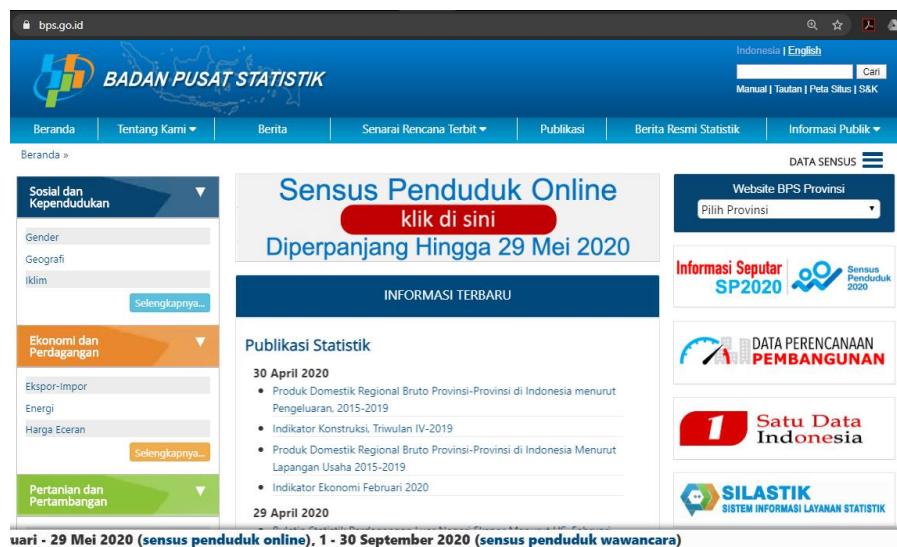 bps.go.id
Indonesia | English
BADAN PUSAT STATISTIK
Cari
Manual | Tautan | Peta Situs | S&K
Beranda
Tentang Kami
Berita
Senarai Rencana Terbit
Publikasi
Berita Resmi Statistik
Informasi Publik
Beranda »
DATA SENSUS
Sosial dan
Kependudukan
Gender
Geografi
Iklim
Selengkapnya...
Ekonomi dan
Perdagangan
Ekspor-Impor
Energi
Harga Eceran
Selengkapnya...
Pertanian dan
Pertambangan
Sensus Penduduk Online
klik di sini
Diperpanjang Hingga 29 Mei 2020
INFORMASI TERBARU
Publikasi Statistik
30 April 2020
Produk Domestik Regional Bruto Provinsi-Provinsi di Indonesia menurut
Pengeluaran, 2015-2019
Indikator Konstruksi, Triwulan IV-2019
Produk Domestik Regional Bruto Provinsi-Provinsi di Indonesia Menurut
Lapangan Usaha 2015-2019
Indikator Ekonomi Februari 2020
29 April 2020
Website BPS Provinsi
Pilih Provinsi
Informasi Seputar
SP2020
Sensus
Penduduk
2020
DATA PERENCANAAN
PEMBANGUNAN
1
Satu Data
Indonesia
SILASTIK
SISTEM INFORMASI LAYANAN STATISTIK
uari - 29 Mei 2020 (sensus penduduk online), 1 - 30 September 2020 (sensus penduduk wawancara)